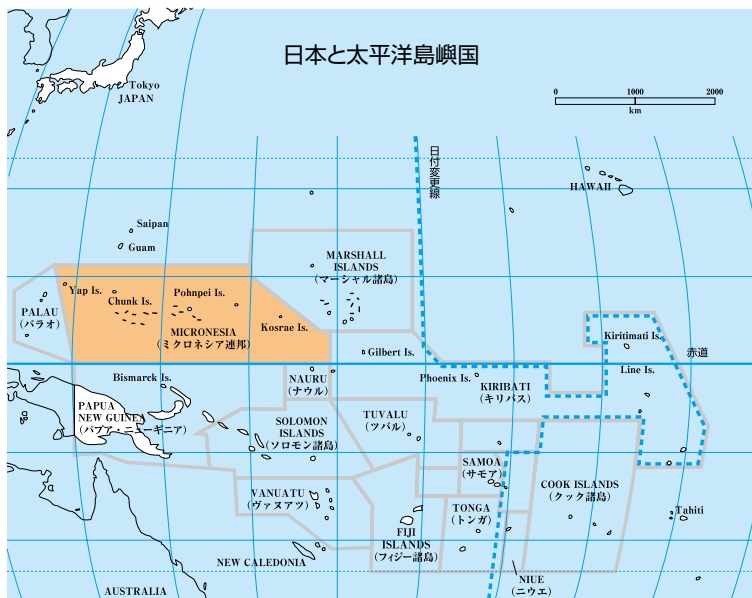 日本と太平洋島嶼国
Tokyo
JAPAN
0
1000
2000
km
日付変更線
HAWAII
Saipan
Guam
MARSHALL
ISLANDS
(マーシャル諸島)
Yap Is.
Chunk Is.
Pohnpei Is.
Kosrae Is.
MICRONESIA
(ミクロネシア連邦)
PALAU
(パラオ)
Gilbert Is.
Kiritimati Is.
赤道
Line Is.
Bismarck Is.
NAURU
(ナウル)
Phoenix Is.
KIRIBATI
(キリバス)
PAPUA
NEW GUINEA
(パプア・ニューギニア)
SOLOMON
ISLANDS
(ソロモン諸島)
TUVALU
(ツバル)
SAMOA
(サモア)
VANUATU
(ヴァヌアツ)
COOK ISLANDS
(クック諸島)
TONGA
(トンガ)
Tahiti
FIJI
ISLANDS
(フィジー諸島)
NEW CALEDONIA
NIUE
(ニウエ)
AUSTRALIA